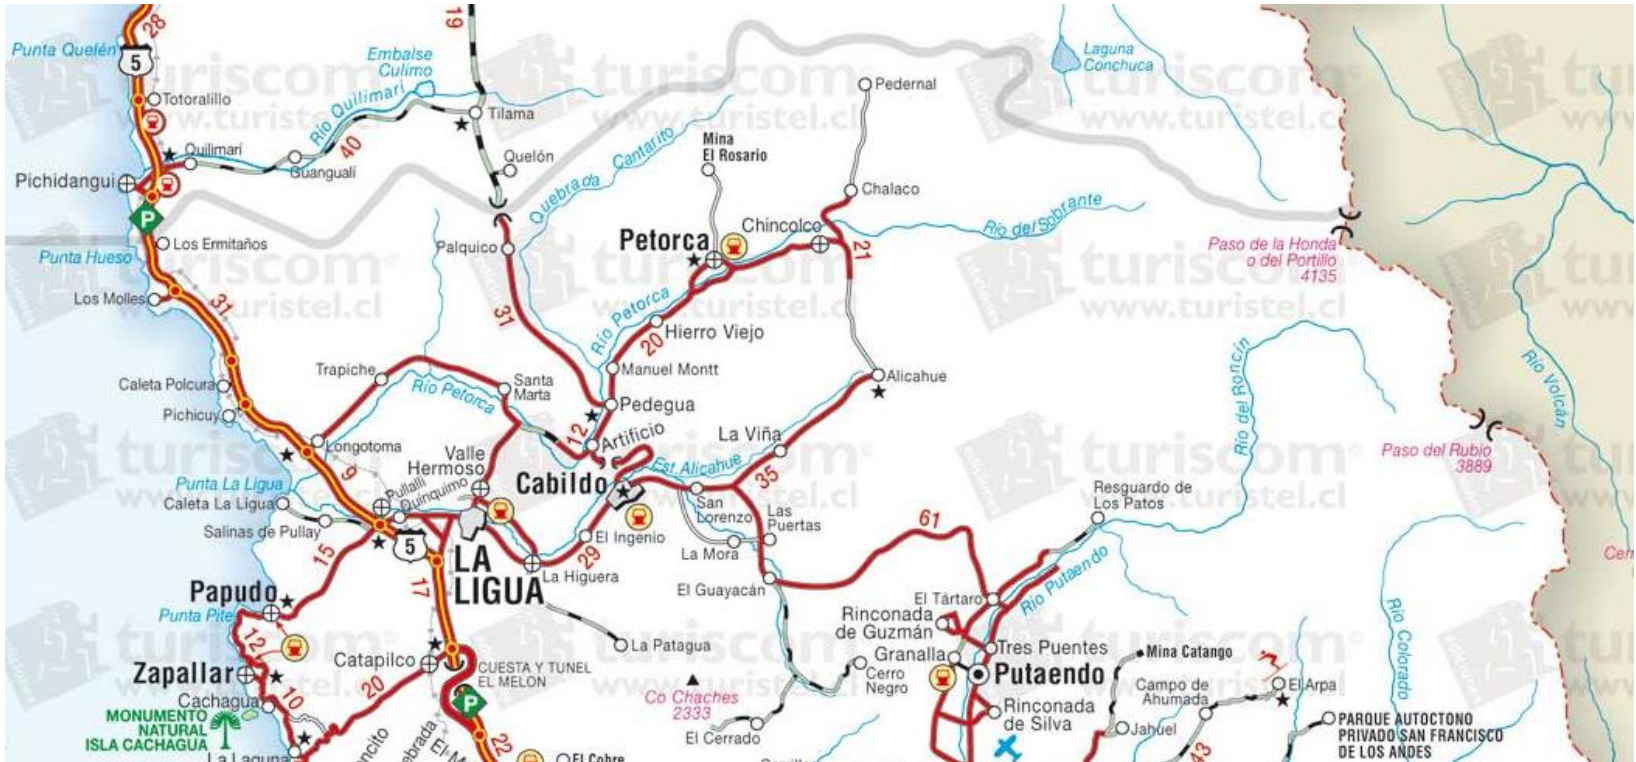 28
19
Punta Quelén
5
Embalse
Culimo
Laguna
Conchuca
turiscom
www.turistel.cl
Totoralillo
Río Quilimarí
Tilama
Pedernal
40
Quilimarí
Guangualí
Quelón
Quebrada Cantarito
Mina
El Rosario
Pichidangui
P
Chalaco
Los Ermitaños
Palquico
Petorca
Chincolco
Río del Sobrante
21
Paso de la Honda
o del Portillo
4135
Punta Hueso
Los Molles
31
31
Río Petorca
Hierro Viejo
20
Trapiche
Manuel Montt
Río del Rocín
Río Volcán
Caleta Polcura
Santa
Marta
Alicahue
Río Petorca
Pichicuy
Pedegua
12
Artificio
La Viña
Longotoma
Valle
Hermoso
Est. Alicahue
Paso del Rubio
3889
9
35
Punta La Ligua
Caleta La Ligua
Pullalli
Quinquimo
Cabildo
San
Lorenzo
Las
Puertas
Resguardo de
Los Patos
61
Salinas de Pullay
5
El Ingenio
La Mora
15
LA
LIGUA
29
La Higuera
El Guayacán
17
Papudo
Punta Pite
El Tártaro
Río Putaendo
Rinconada
de Guzmán
Río Colorado
12
La Patagua
Tres Puentes
Granalla
Mina Catango
Zapallar
Catapilco
CUESTA Y TUNEL
EL MELON
Putaendo
Cerro
Negro
Cachagua
10
20
Co Chaches
2333
P
Campo de
Ahumada
El Arpa
Rinconada
de Silva
MONUMENTO
NATURAL
ISLA CACHAGUA
El Cerrado
Jahuel
PARQUE AUTOCTONO
PRIVADO SAN FRANCISCO
DE LOS ANDES
22
43
La Laguna
El Cobre